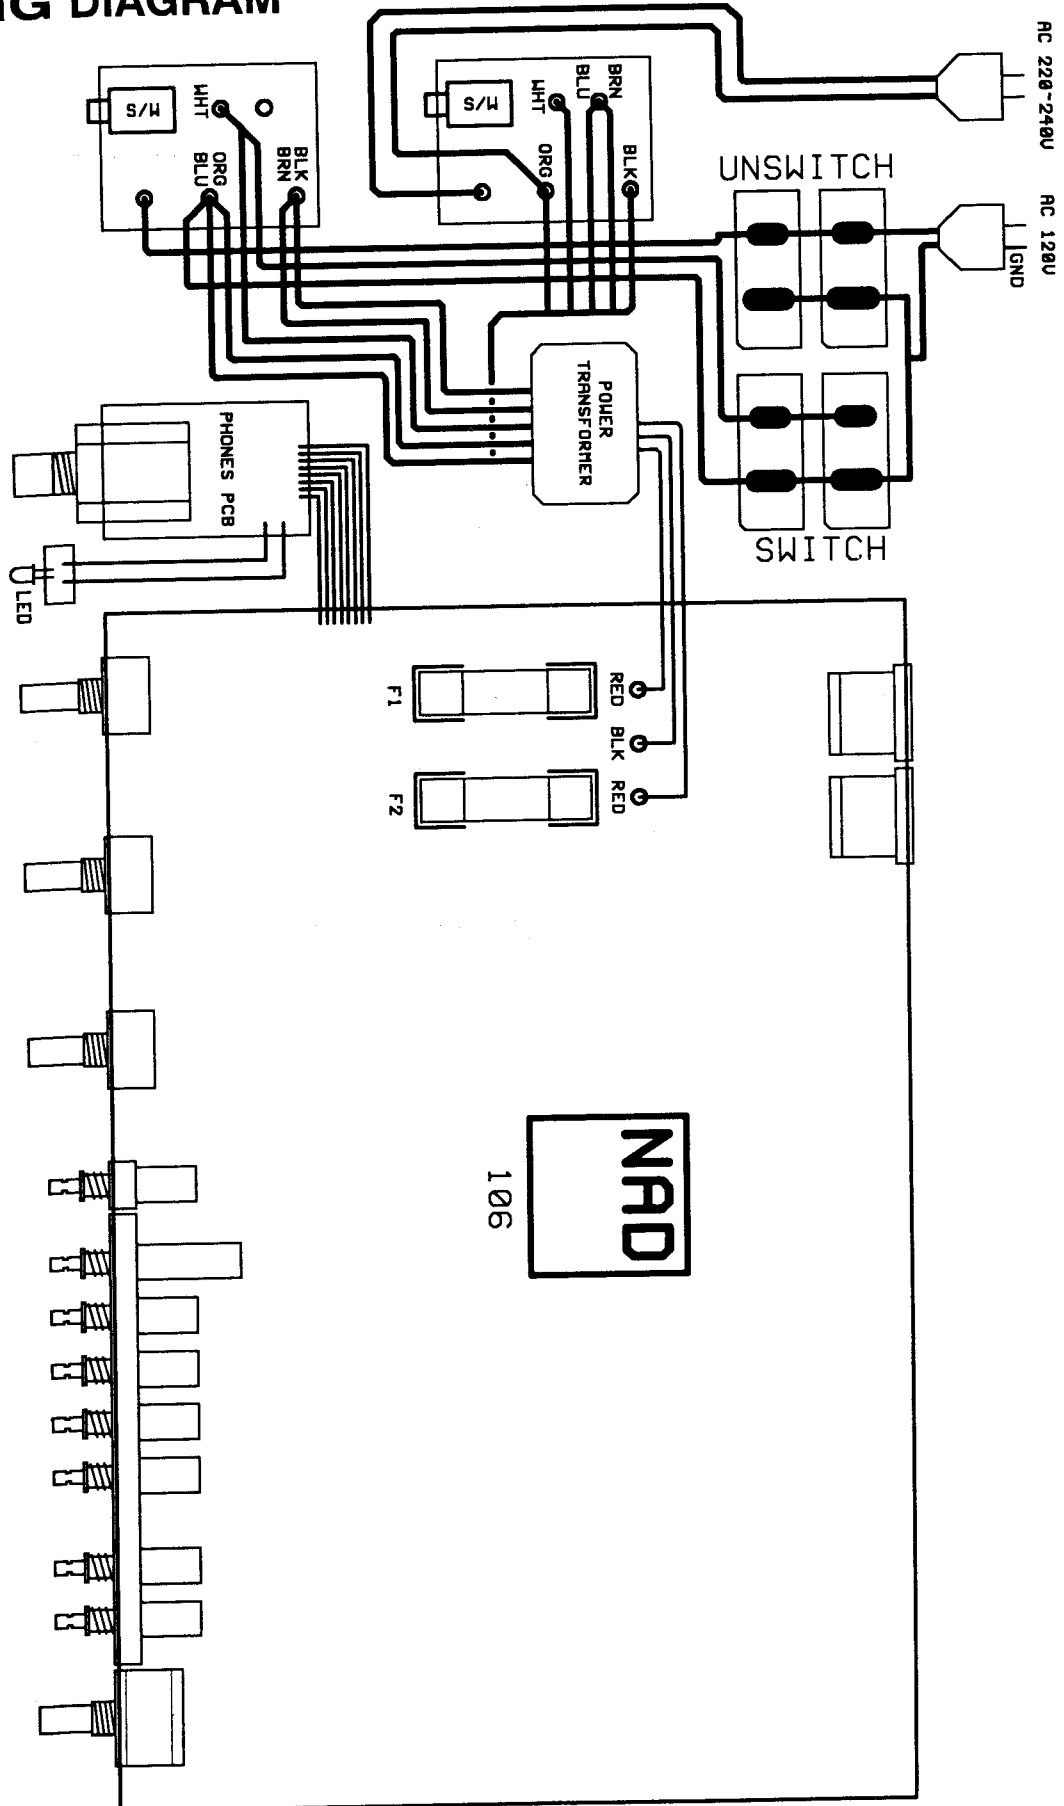 NG DIAGRAM
AC 220~240V
AC 120V
GND
UNSWITCH
SWITCH
M/S
WHT
ORG
BLU
BLK
BRN
M/S
WHT
BLU
BRN
ORG
BLK
POWER
TRANSFORMER
PHONES PCB
LED
F1
RED
BLK
F2
RED
NAD
106